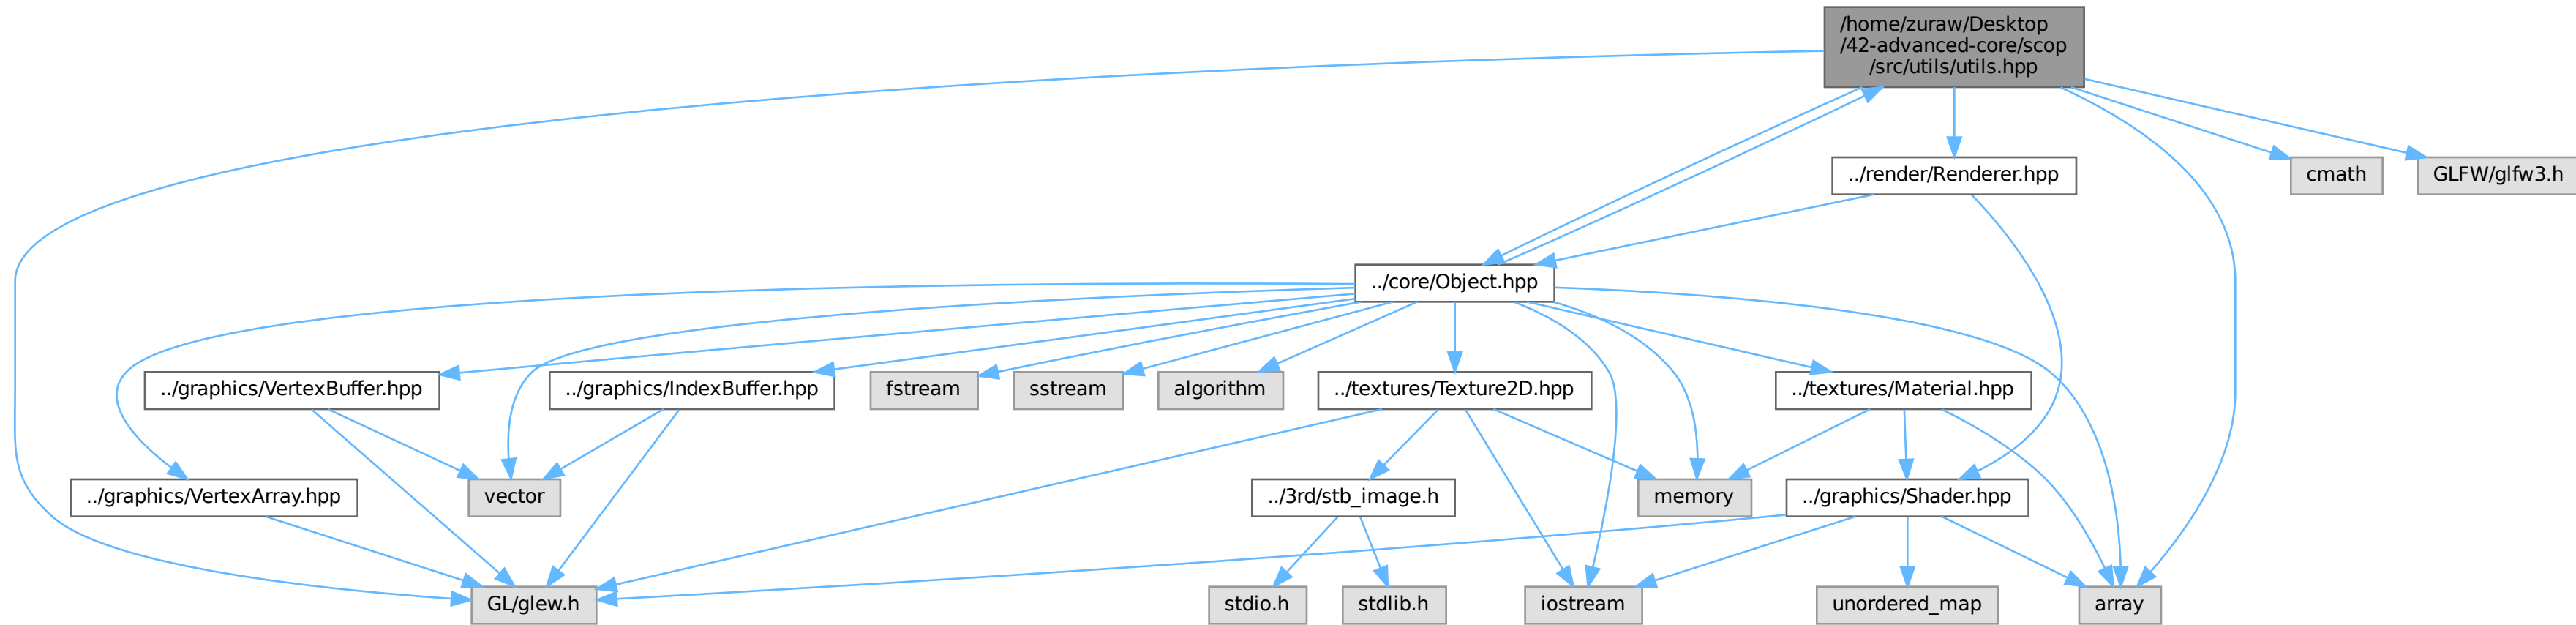 /home/zuraw/Desktop
/42-advanced-core/scop
/src/utils/utils.hpp
../render/Renderer.hpp
cmath
GLFW/glfw3.h
../core/Object.hpp
../graphics/VertexBuffer.hpp
../graphics/IndexBuffer.hpp
fstream
sstream
algorithm
../textures/Texture2D.hpp
../textures/Material.hpp
../graphics/VertexArray.hpp
vector
../3rd/stb_image.h
memory
../graphics/Shader.hpp
GL/glew.h
stdio.h
stdlib.h
iostream
unordered_map
array